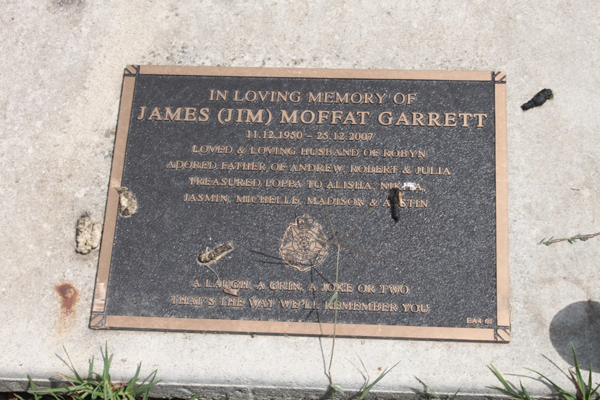 IN LOVING MEMORY OF
JAMES (JIM) MOFFAT GARRETT
11.12.1950 – 25.12.2007
LOVED & LOVING HUSBAND OF ROBYN
ADORED FATHER OF ANDREW, ROBERT & JULIA
TREASURED POPPA TO ALISHA,
JASMIN, MICHELLE, MADISON &
A LAUGH, A GRIN, A JOKE OR TWO
THAT'S THE WAY WE'LL REMEMBER YOU